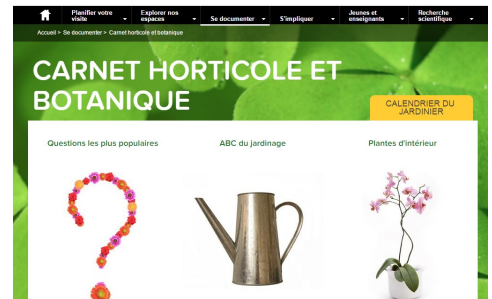 Planifier votre visite
Explorer nos espaces
Se documenter
S'impliquer
Jeunes et enseignants
Recherche scientifique
Accueil > Se documenter > Carnet horticole et botanique
CARNET HORTICOLE ET
BOTANIQUE
CALENDRIER DU
JARDINIER
Questions les plus populaires
ABC du jardinage
Plantes d'intérieur